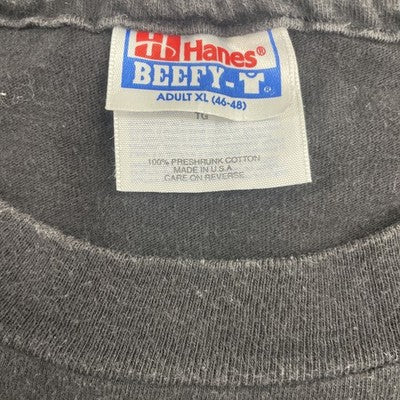 H Hanes®
BEEFY-T®
ADULT XL (46-48)
TG
100% PRESHRUNK COTTON
MADE IN U.S.A
CARE ON REVERSE